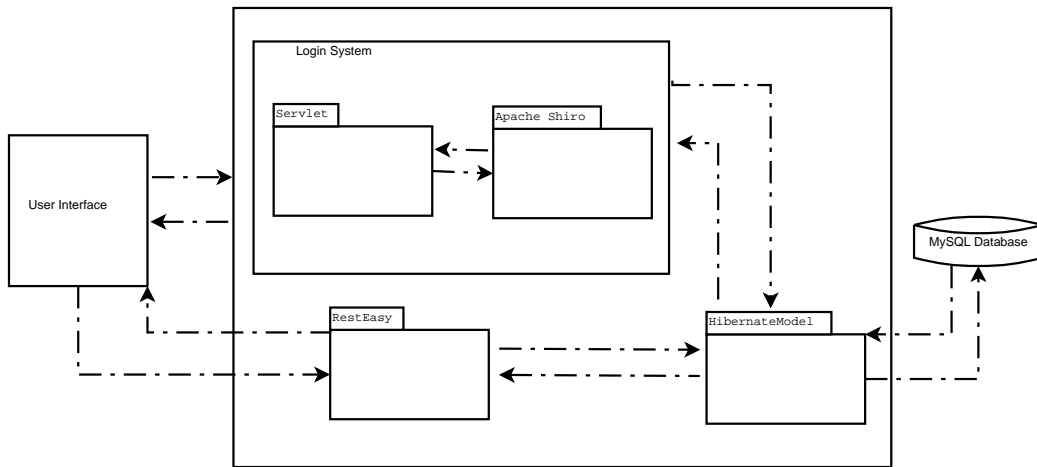 Login System
Servlet
Apache Shiro
User Interface
MySQL Database
RestEasy
HibernateModel